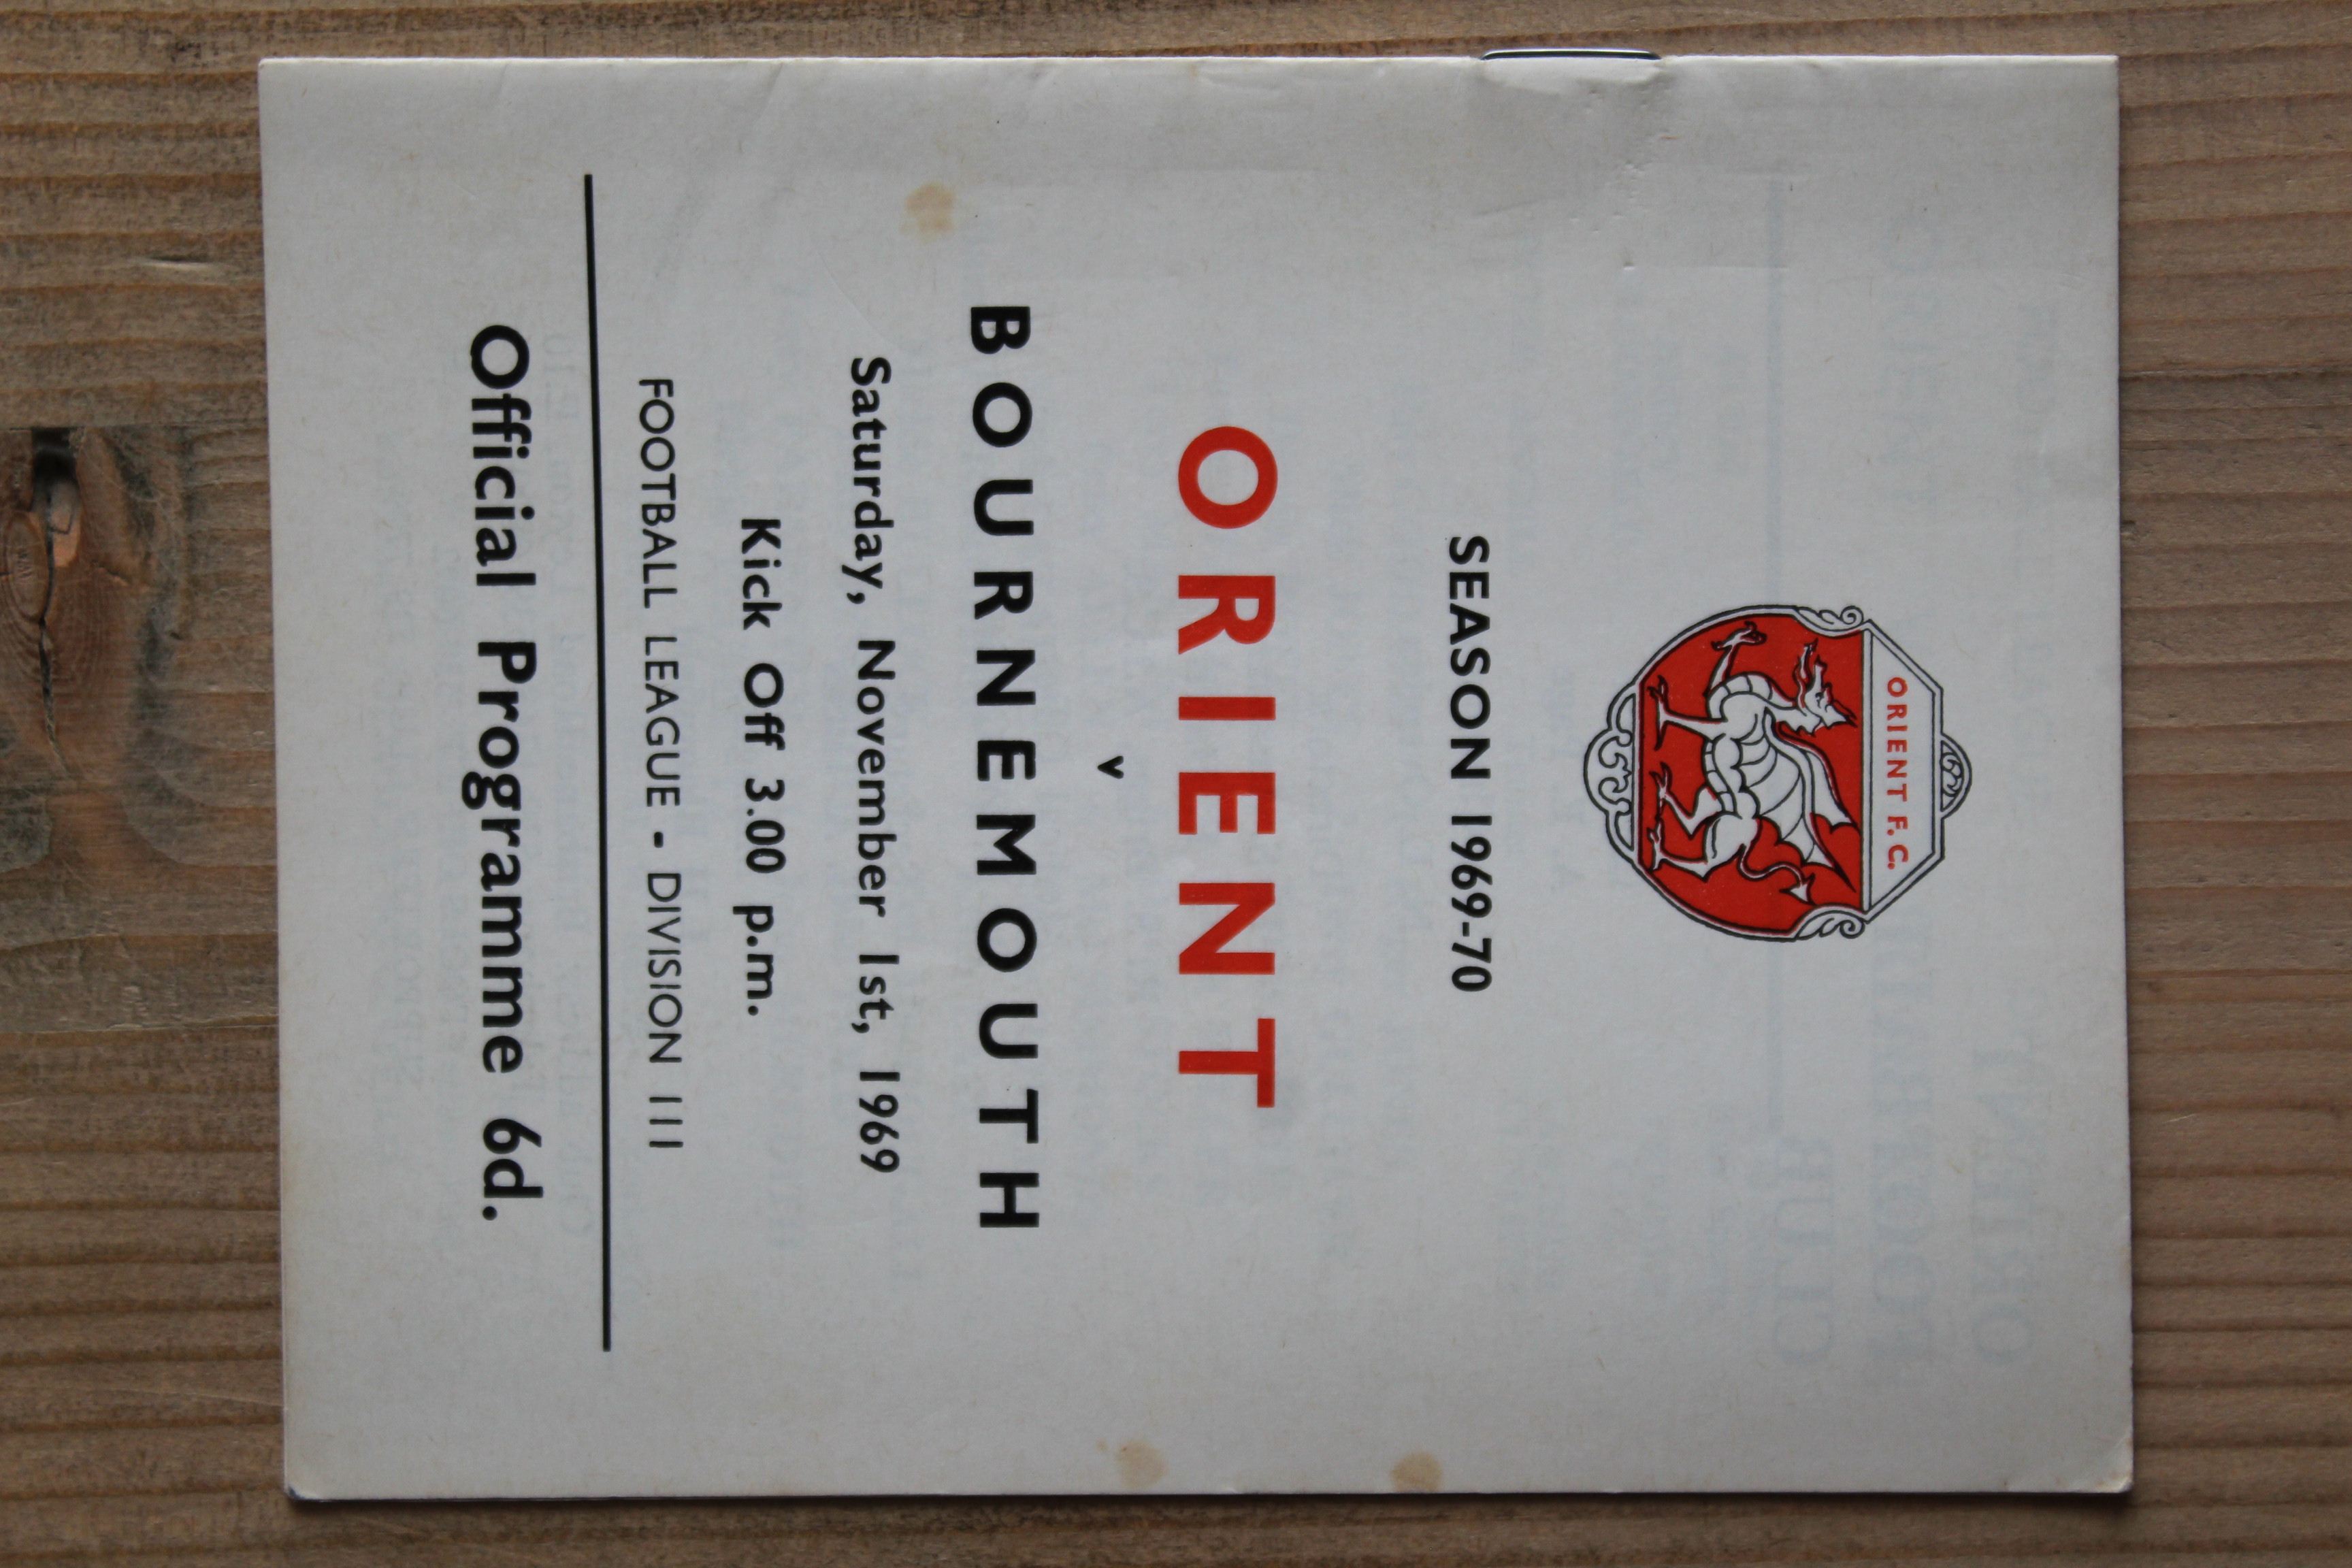 ORIENT F.C.
SEASON 1969-70
ORIENT
v
BOURNEMOUTH
Saturday, November 1st, 1969
Kick Off 3.00 p.m.
FOOTBALL LEAGUE - DIVISION III
Official Programme 6d.